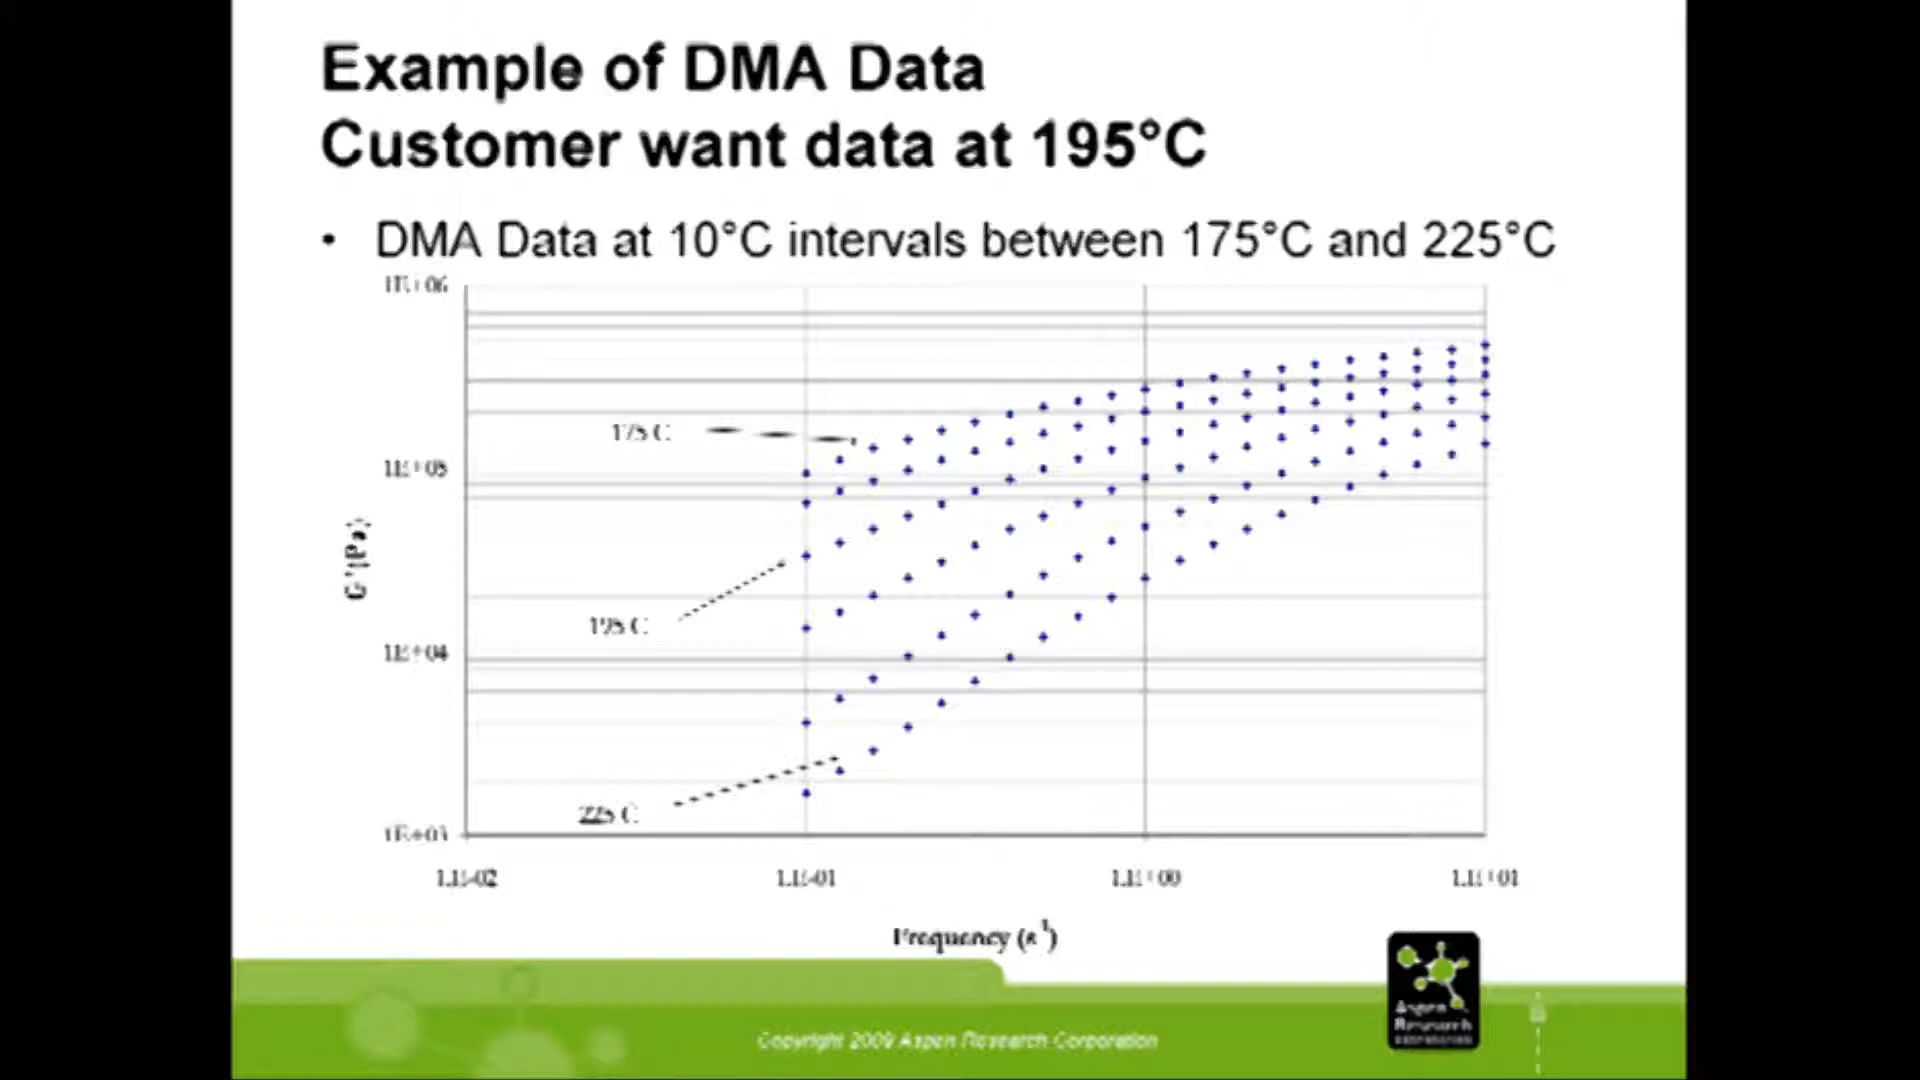 Example of DMA Data
Customer want data at 195°C
• DMA Data at 10°C intervals between 175°C and 225°C
1E+06
175 C
1E+05
G' (Pa)
195 C
1E+04
225 C
1E+03
1.E-02 1.E-01 1.E+00 1.E+01
Frequency (s⁻¹)
Aspen
Research
Copyright 2009 Aspen Research Corporation